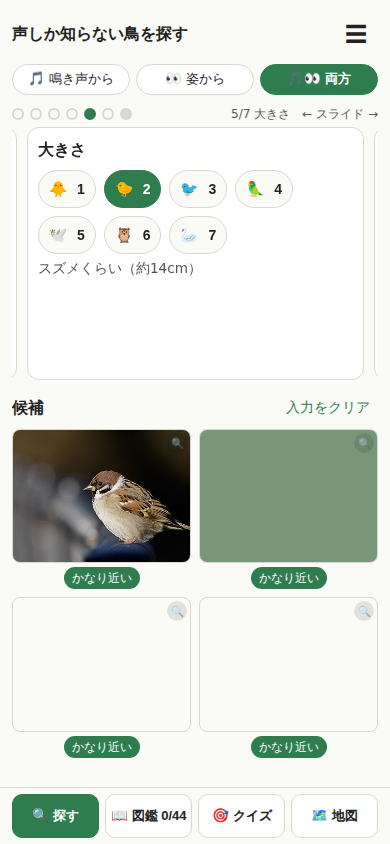 声しか知らない鳥を探す
🎵 鳴き声から
👀 姿から
🎵👀 両方
5/7 大きさ ← スライド →
大きさ
🐥 1
🐤 2
🐦 3
🦜 4
🕊️ 5
🦉 6
🦢 7
スズメくらい（約14cm）
候補
入力をクリア
かなり近い
かなり近い
かなり近い
かなり近い
🔍 探す
📖 図鑑 0/44
🎯 クイズ
🗺️ 地図